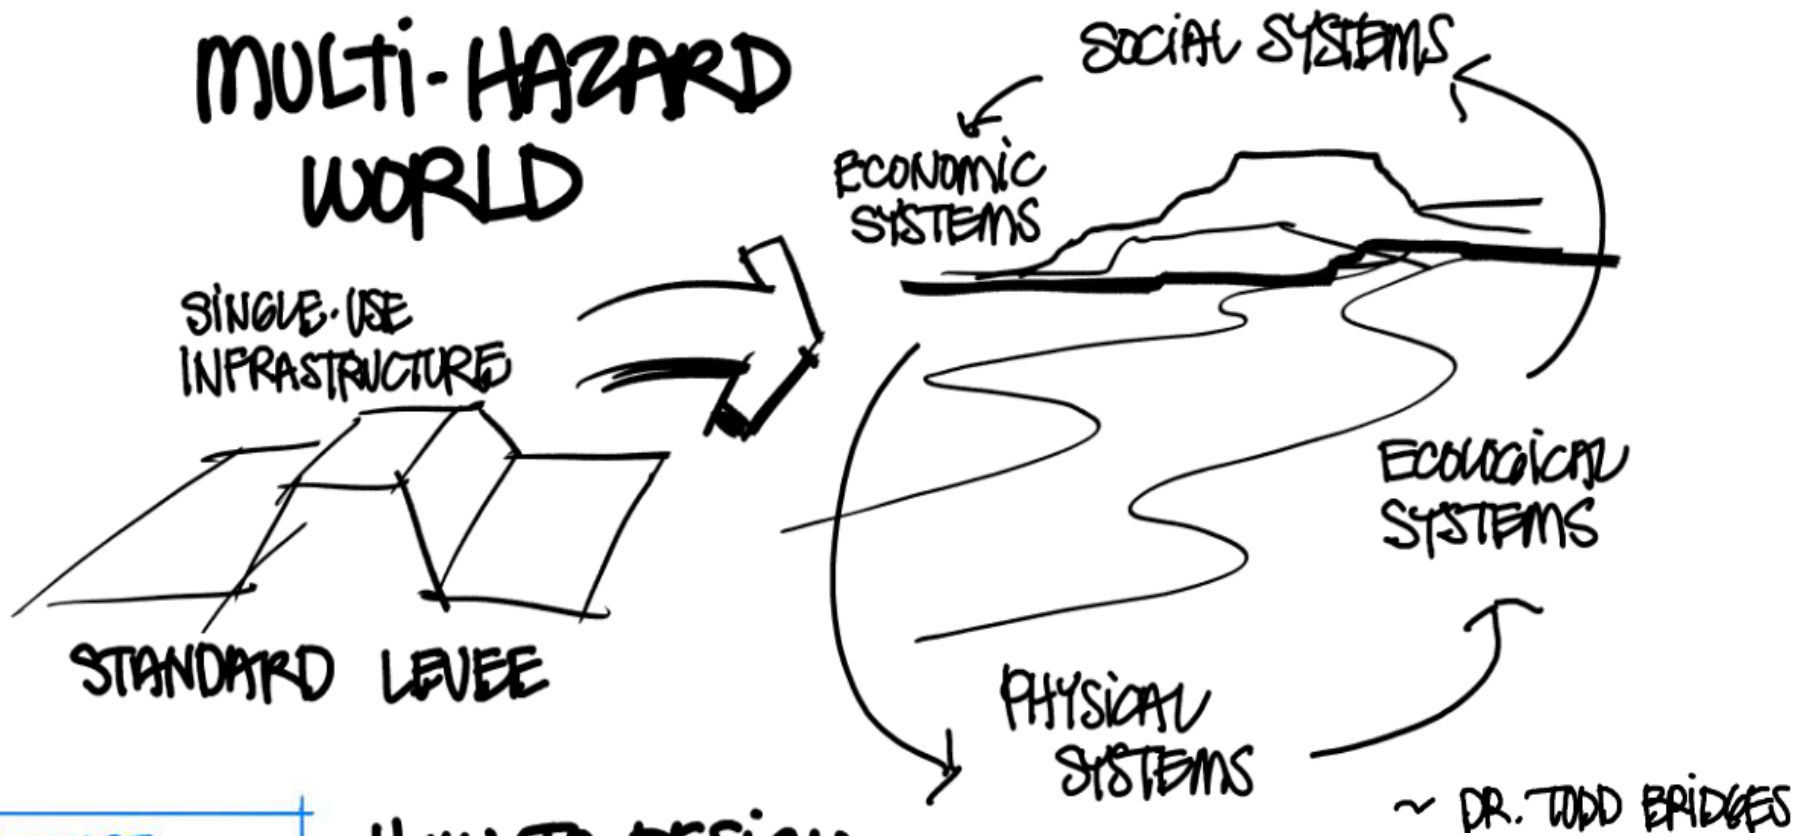 MULTI-HAZARD
WORLD
SINGLE-USE
INFRASTRUCTURE
STANDARD LEVEE
SOCIAL SYSTEMS
ECONOMIC
SYSTEMS
ECOLOGICAL
SYSTEMS
PHYSICAL
SYSTEMS
~ DR. TODD BRIDGES
DESIGN